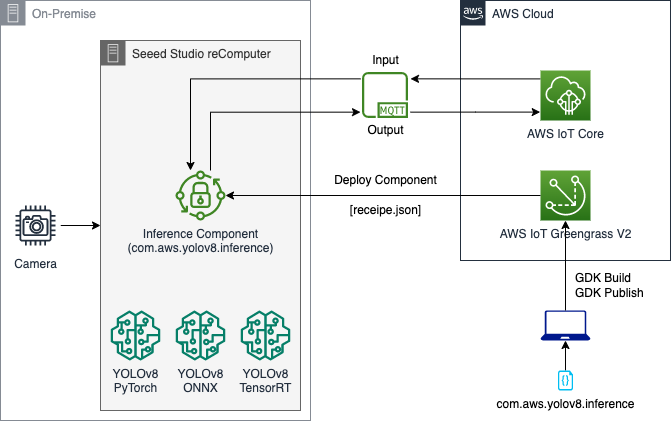 On-Premise
aws
AWS Cloud
Seeed Studio reComputer
Input
MQTT
Output
AWS IoT Core
Deploy Component
[receipe.json]
Inference Component
(com.aws.yolov8.inference)
AWS IoT Greengrass V2
Camera
GDK Build
GDK Publish
YOLOv8
PyTorch
YOLOv8
ONNX
YOLOv8
TensorRT
{}
com.aws.yolov8.inference